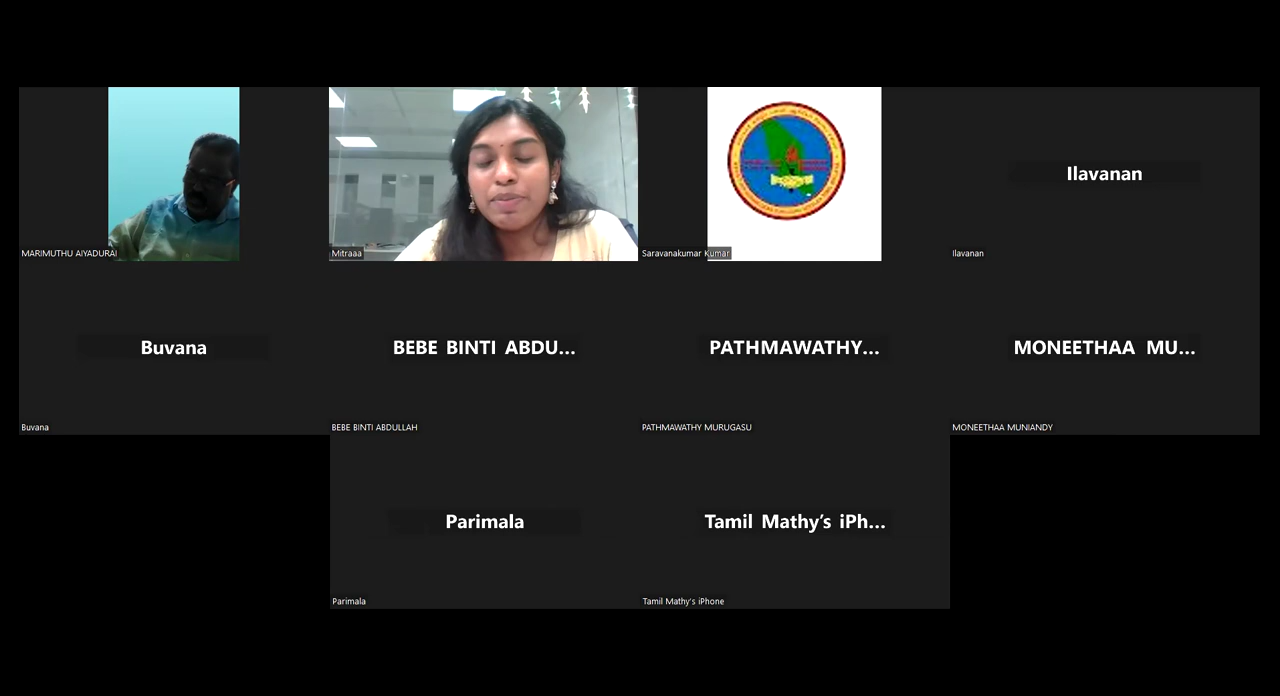 MARIMUTHU AIYADURAI
Mitraaa
Saravanakumar Kumar
Ilavanan
Ilavanan
Buvana
Buvana
BEBE BINTI ABDU...
BEBE BINTI ABDULLAH
PATHMAWATHY...
PATHMAWATHY MURUGASU
MONEETHAA MU...
MONEETHAA MUNIANDY
Parimala
Parimala
Tamil Mathy's iPh...
Tamil Mathy's iPhone